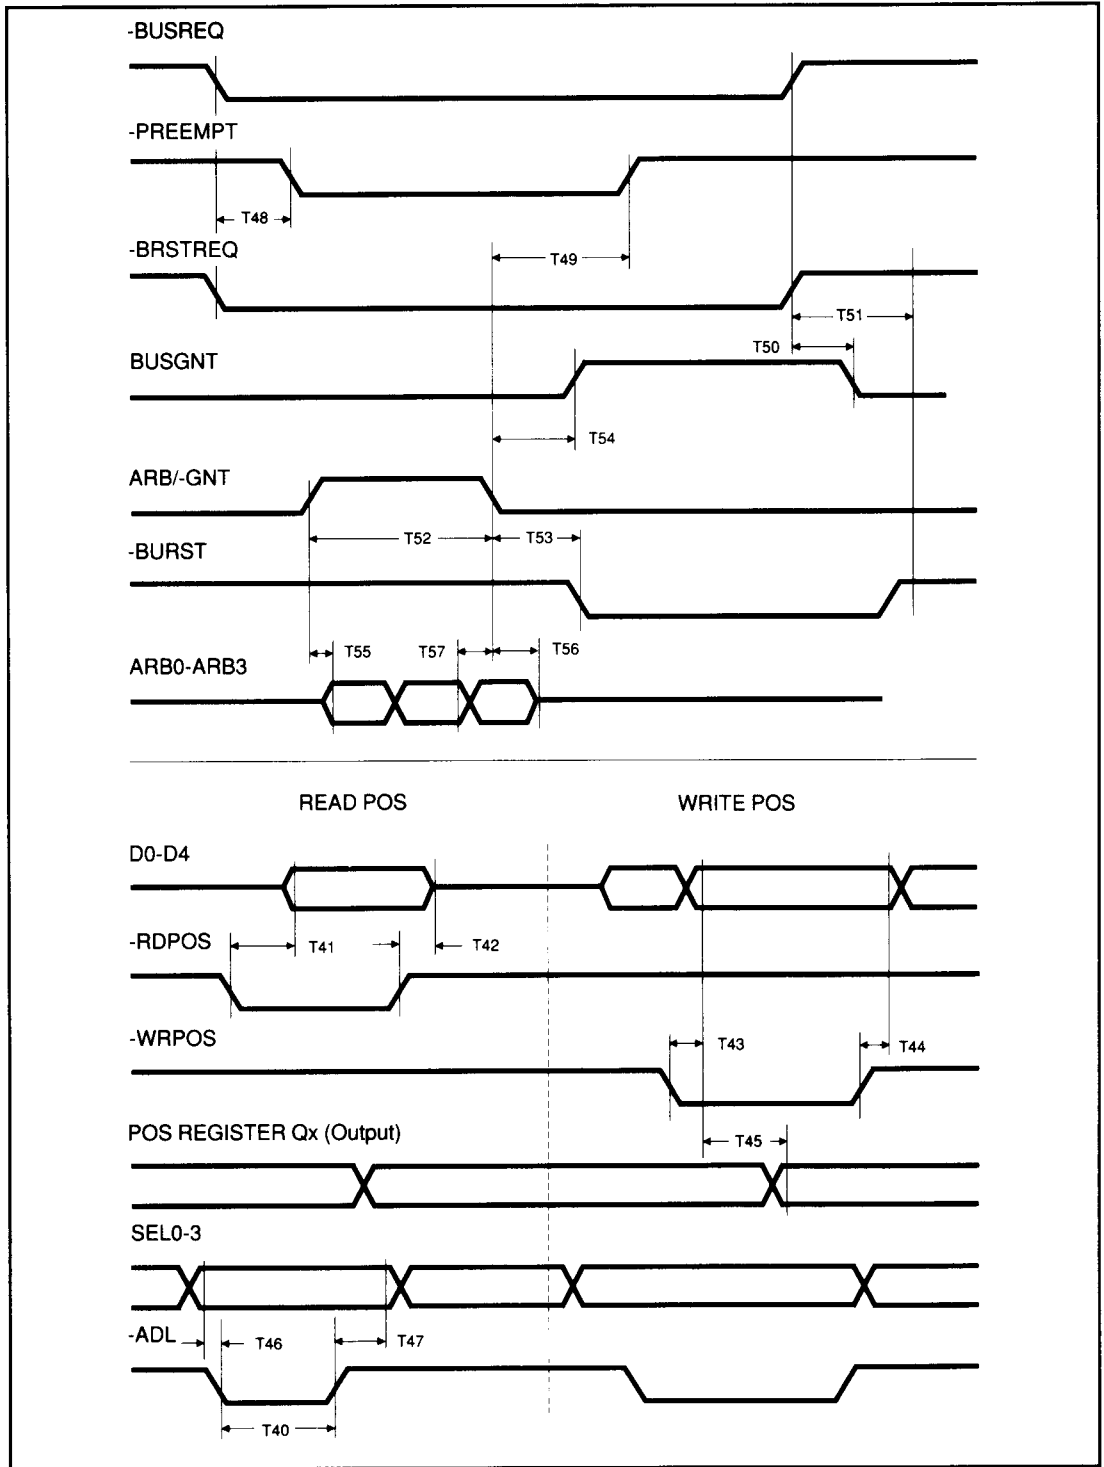 -BUSREQ
-PREEMPT
T48
-BRSTREQ
T49
T51
T50
BUSGNT
T54
ARB/-GNT
T52
T53
-BURST
T55
T57
T56
ARB0-ARB3
READ POS
WRITE POS
D0-D4
-RDPOS
T41
T42
-WRPOS
T43
T44
POS REGISTER Qx (Output)
T45
SEL0-3
-ADL
T46
T47
T40